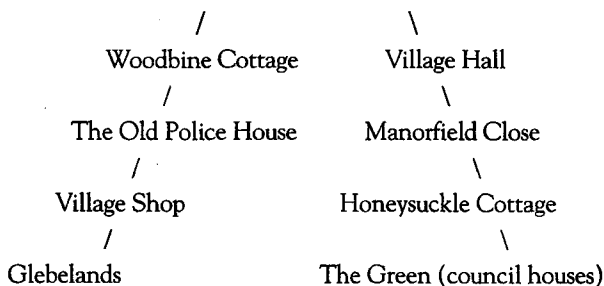 / \
Woodbine Cottage Village Hall
/ \
The Old Police House Manorfield Close
/ \
Village Shop Honeysuckle Cottage
/ \
Glebelands The Green (council houses)